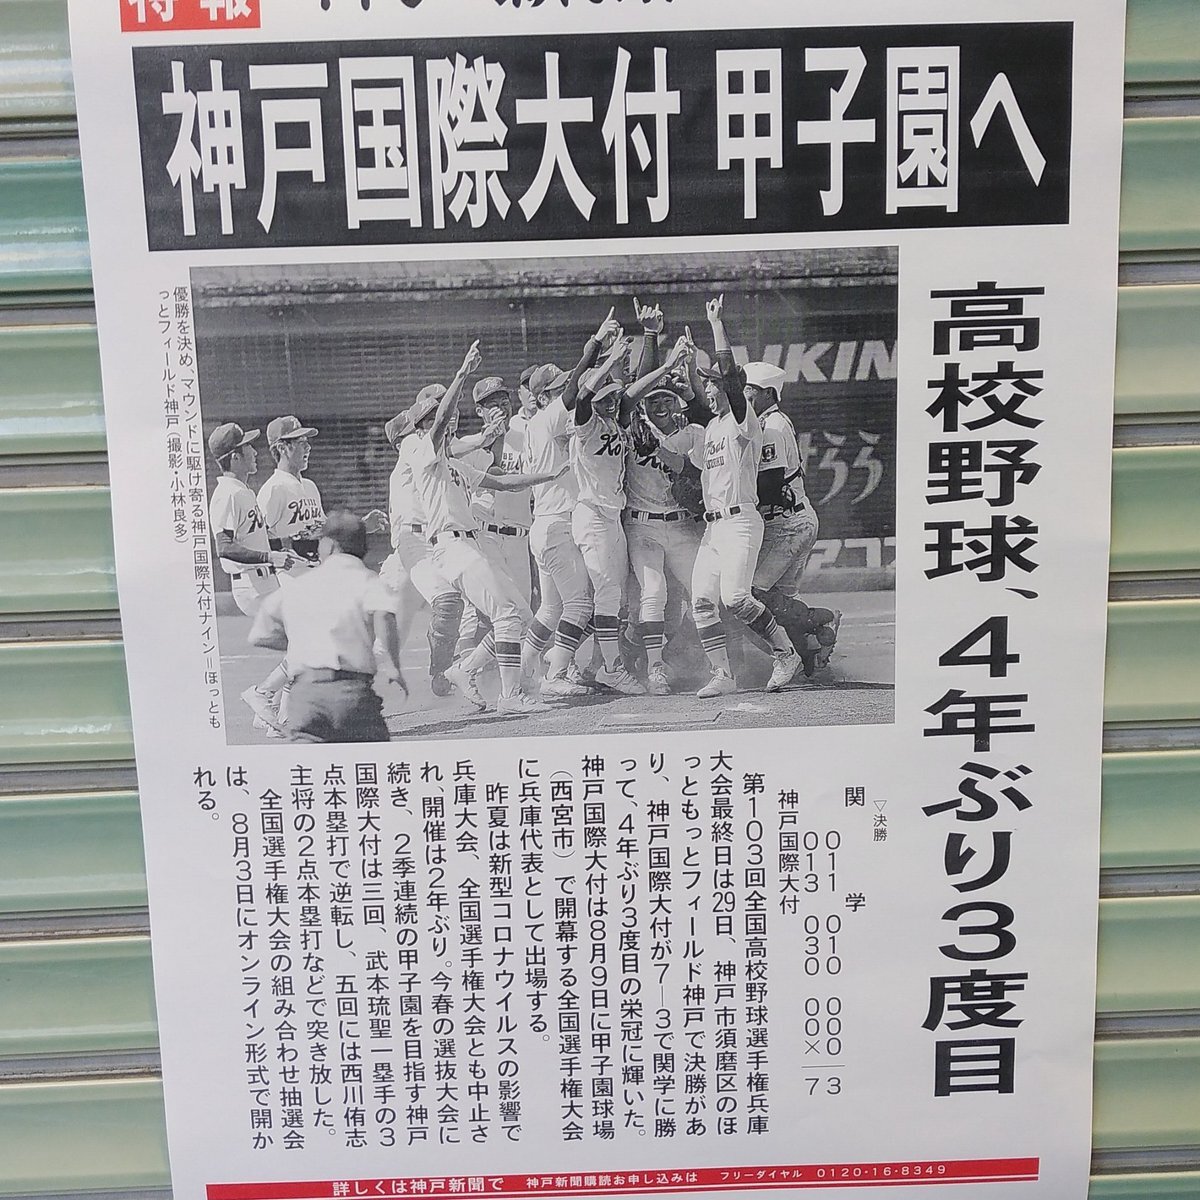 特報
神戸国際大付 甲子園へ
高校野球、4年ぶり3度目
優勝を決め、マウンドに駆け寄る神戸国際大付ナイン＝ほっとも
っとフィールド神戸（撮影・小林良多）
▽決勝
関　学
011 010 000｜3
013 030 00×｜7
神戸国際大付
第103回全国高校野球選手権兵庫
大会最終日は29日、神戸市須磨区のほ
っともっとフィールド神戸で決勝があ
り、神戸国際大付が7―3で関学に勝
って、4年ぶり3度目の栄冠に輝いた。
神戸国際大付は8月9日に甲子園球場
（西宮市）で開幕する全国選手権大会
に兵庫代表として出場する。
昨夏は新型コロナウイルスの影響で
兵庫大会、全国選手権大会とも中止さ
れ、開催は2年ぶり。今春の選抜大会に
続き、2季連続の甲子園を目指す神戸
国際大付は三回、武本琉聖一塁手の3
点本塁打で逆転し、五回には西川侑志
主将の2点本塁打などで突き放した。
全国選手権大会の組み合わせ抽選会
は、8月3日にオンライン形式で開か
れる。
詳しくは神戸新聞で　神戸新聞購読お申し込みは　フリーダイヤル 0120-16-8349